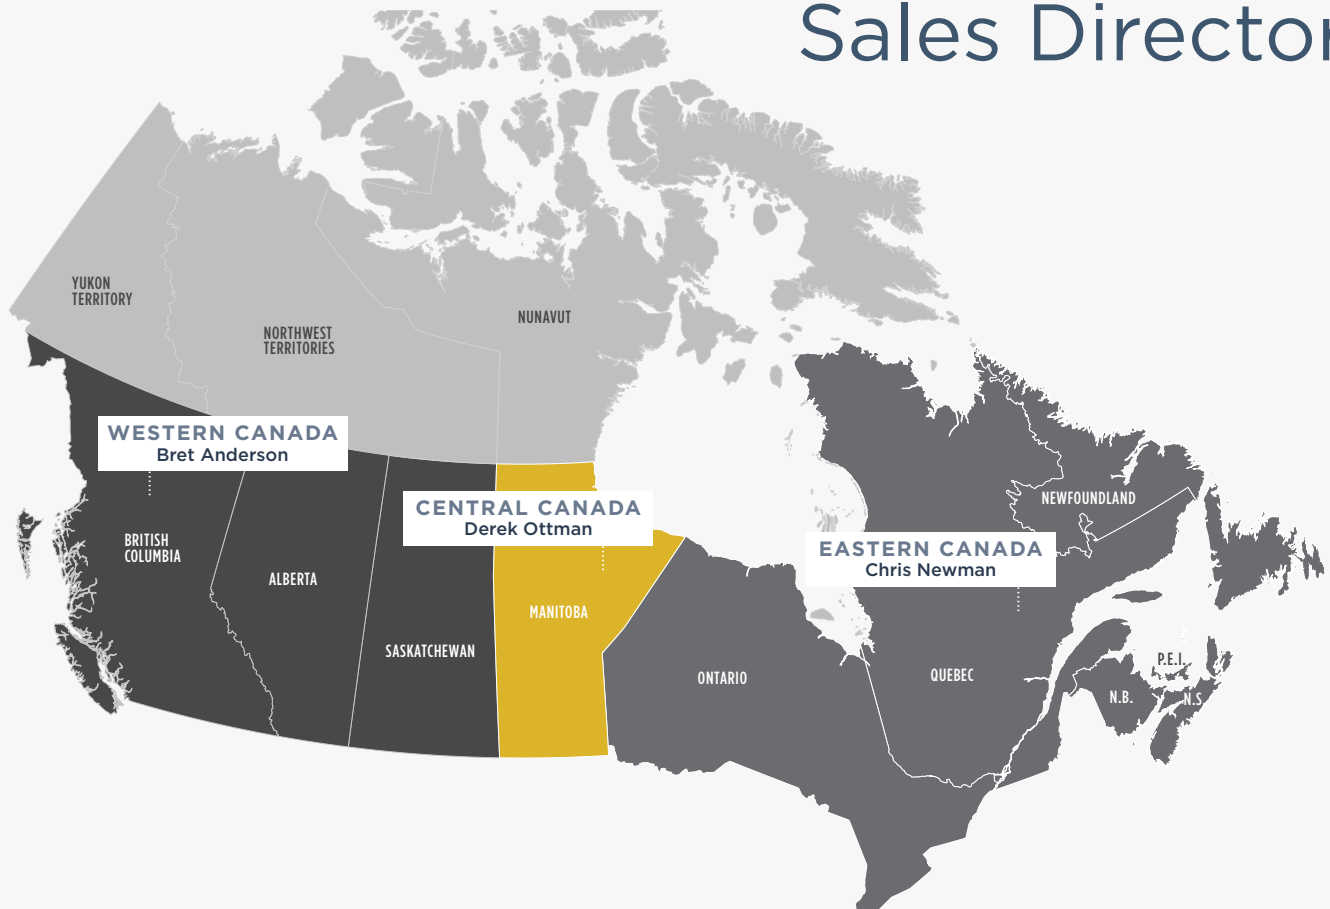 Sales Director
YUKON
TERRITORY
NORTHWEST
TERRITORIES
NUNAVUT
WESTERN CANADA
Bret Anderson
CENTRAL CANADA
Derek Ottman
EASTERN CANADA
Chris Newman
BRITISH
COLUMBIA
ALBERTA
SASKATCHEWAN
MANITOBA
ONTARIO
QUEBEC
NEWFOUNDLAND
P.E.I.
N.B.
N.S.